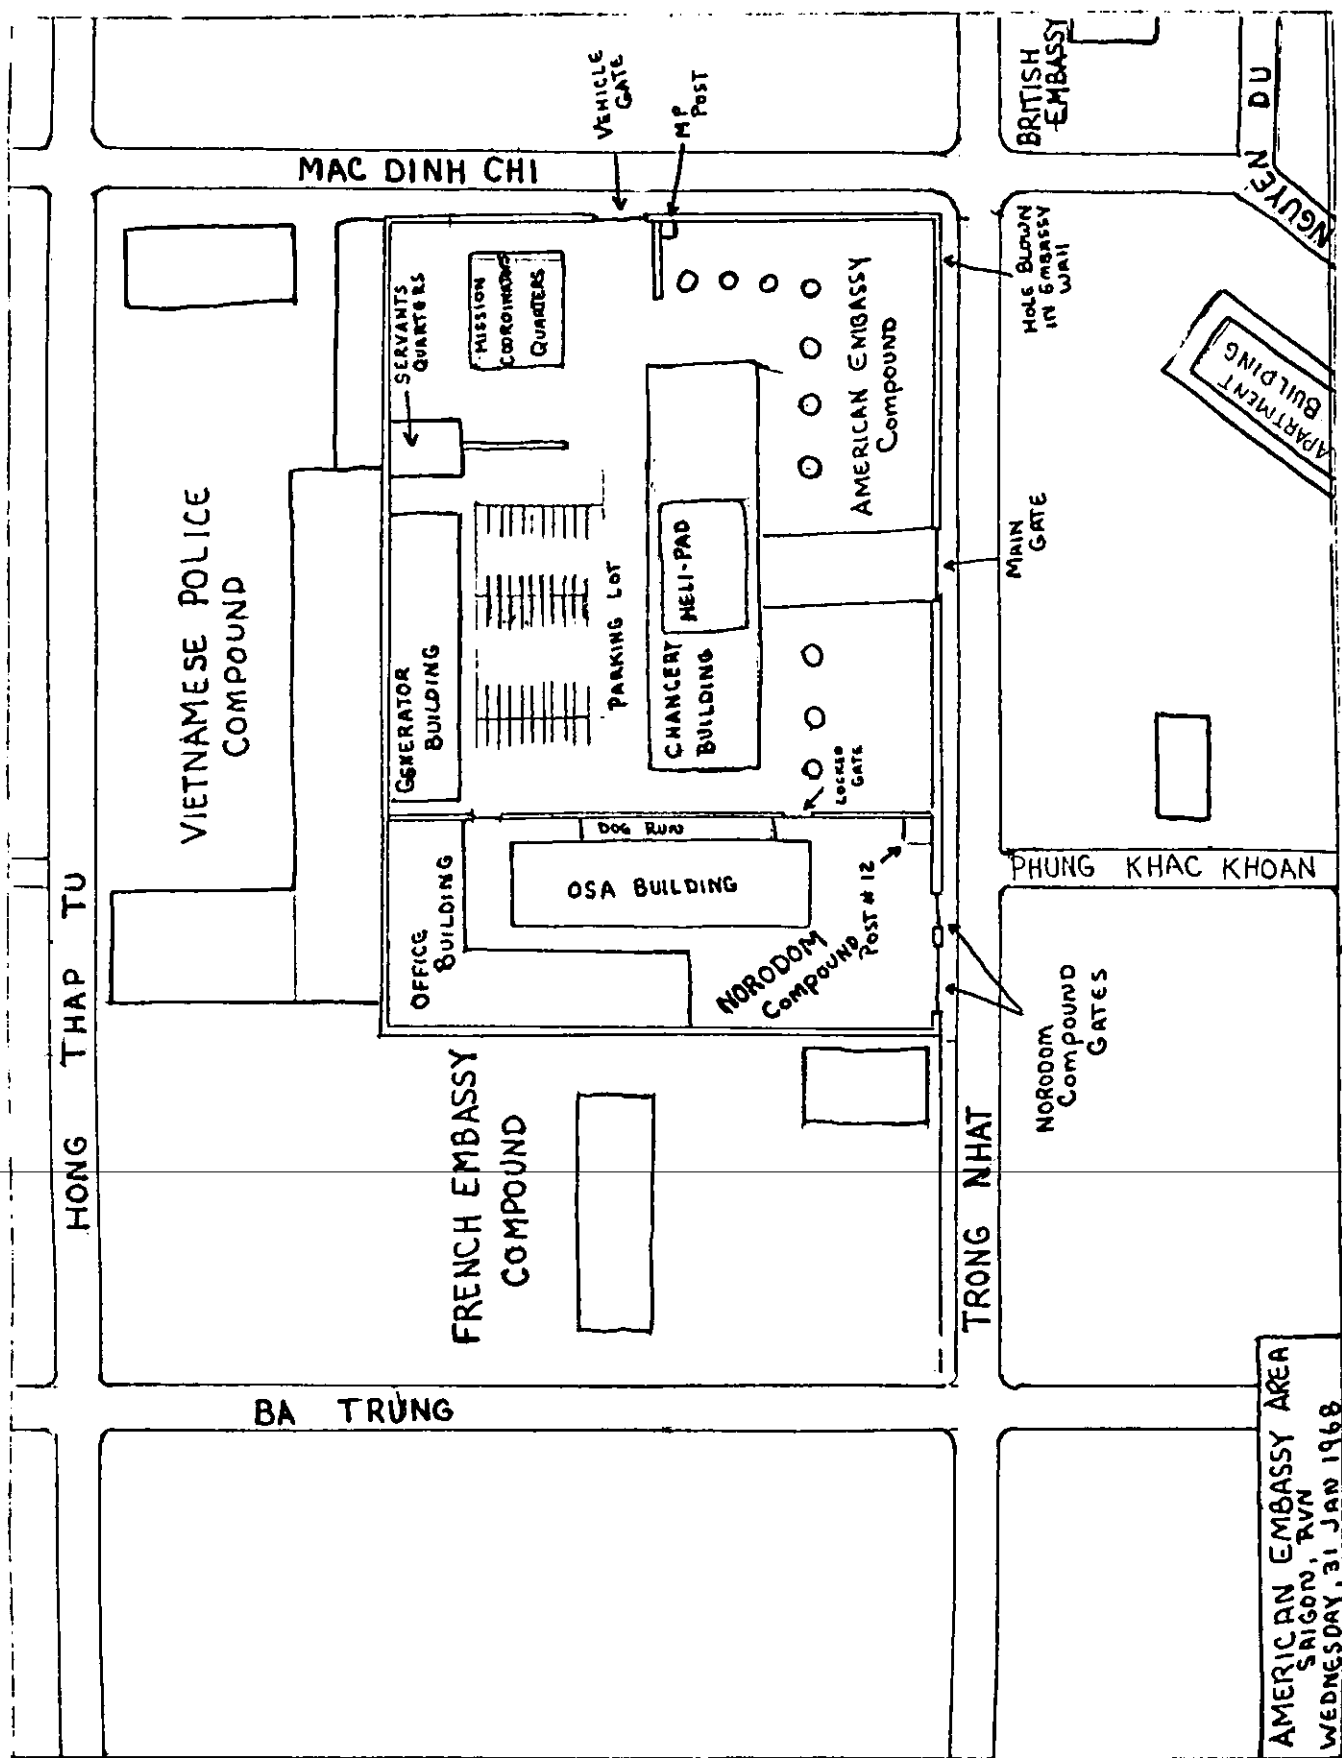 MAC DINH CHI
VEHICLE
GATE
MP
POST
BRITISH
EMBASSY
NGUYEN DU
HOLE BLOWN
IN EMBASSY
WALL
APARTMENT
BUILDING
SERVANTS
QUARTERS
MISSION
COORDINATORS
QUARTERS
AMERICAN EMBASSY
COMPOUND
VIETNAMESE POLICE
COMPOUND
GENERATOR
BUILDING
PARKING LOT
HELI-PAD
CHANCERY
BUILDING
MAIN
GATE
LOCKED
GATE
DOG RUN
OSA BUILDING
OFFICE
BUILDING
NORODOM
COMPOUND
POST #12
PHUNG KHAC KHOAN
NORODOM
COMPOUND
GATES
HONG THAP TU
FRENCH EMBASSY
COMPOUND
TRONG NHAT
BA TRUNG
AMERICAN EMBASSY AREA
SAIGON, RVN
WEDNESDAY, 31 JAN 1968